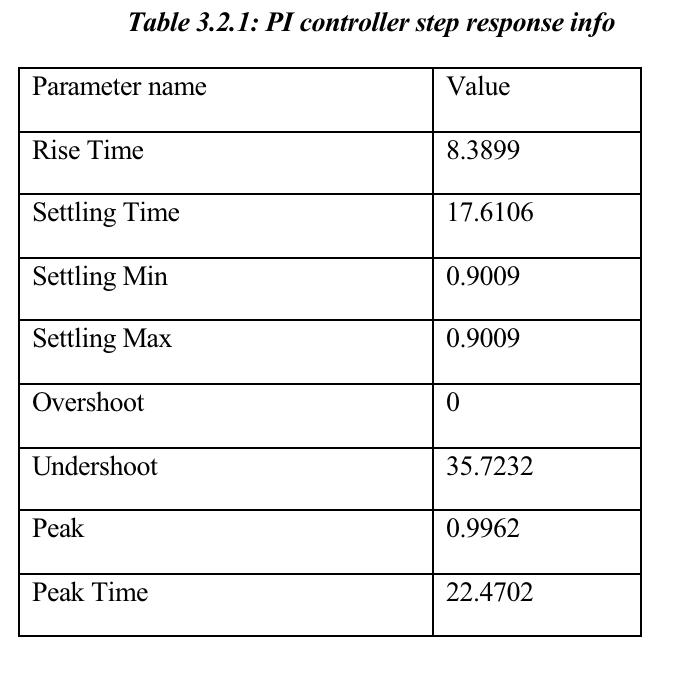 Table 3.2.1: PI controller step response info
Parameter name Value
Rise Time 8.3899
Settling Time 17.6106
Settling Min 0.9009
Settling Max 0.9009
Overshoot 0
Undershoot 35.7232
Peak 0.9962
Peak Time 22.4702